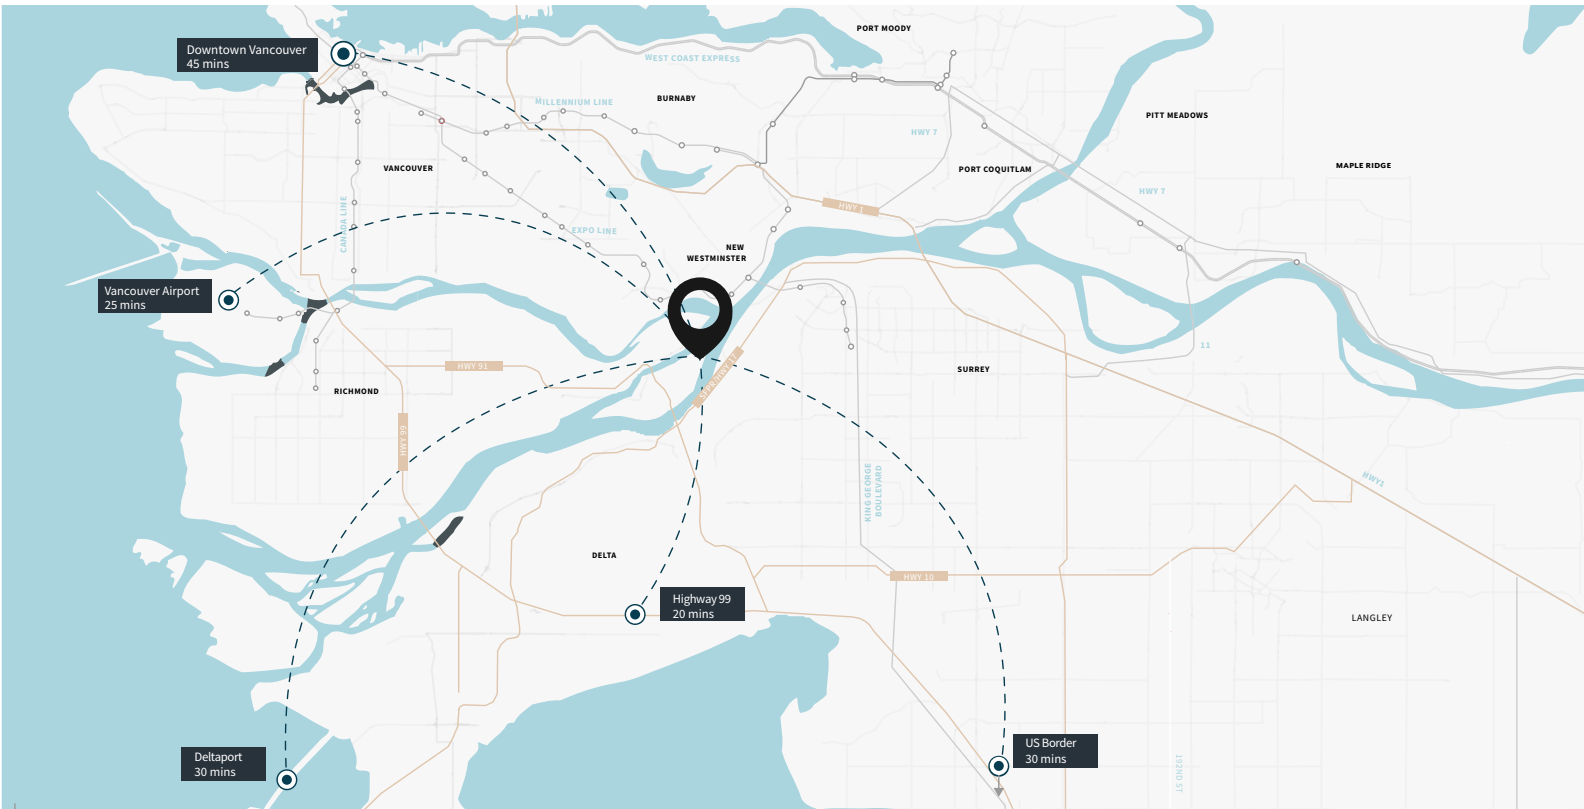 PORT MOODY
Downtown Vancouver
45 mins
WEST COAST EXPRESS
BURNABY
MILLENNIUM LINE
PITT MEADOWS
HWY 7
VANCOUVER
PORT COQUITLAM
MAPLE RIDGE
HWY 7
HWY 1
CANADA LINE
EXPO LINE
NEW
WESTMINSTER
Vancouver Airport
25 mins
11
HWY 91
SFPR/HWY 17
SURREY
RICHMOND
HWY 99
KING GEORGE
BOULEVARD
HWY1
DELTA
HWY 10
Highway 99
20 mins
LANGLEY
US Border
30 mins
Deltaport
30 mins
192ND ST